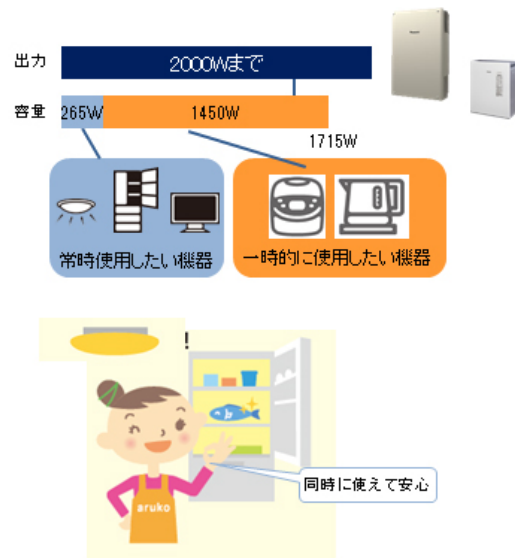 出力
2000Wまで
容量
265W
1450W
1715W
常時使用したい機器
一時的に使用したい機器
!
同時に使えて安心
aruko